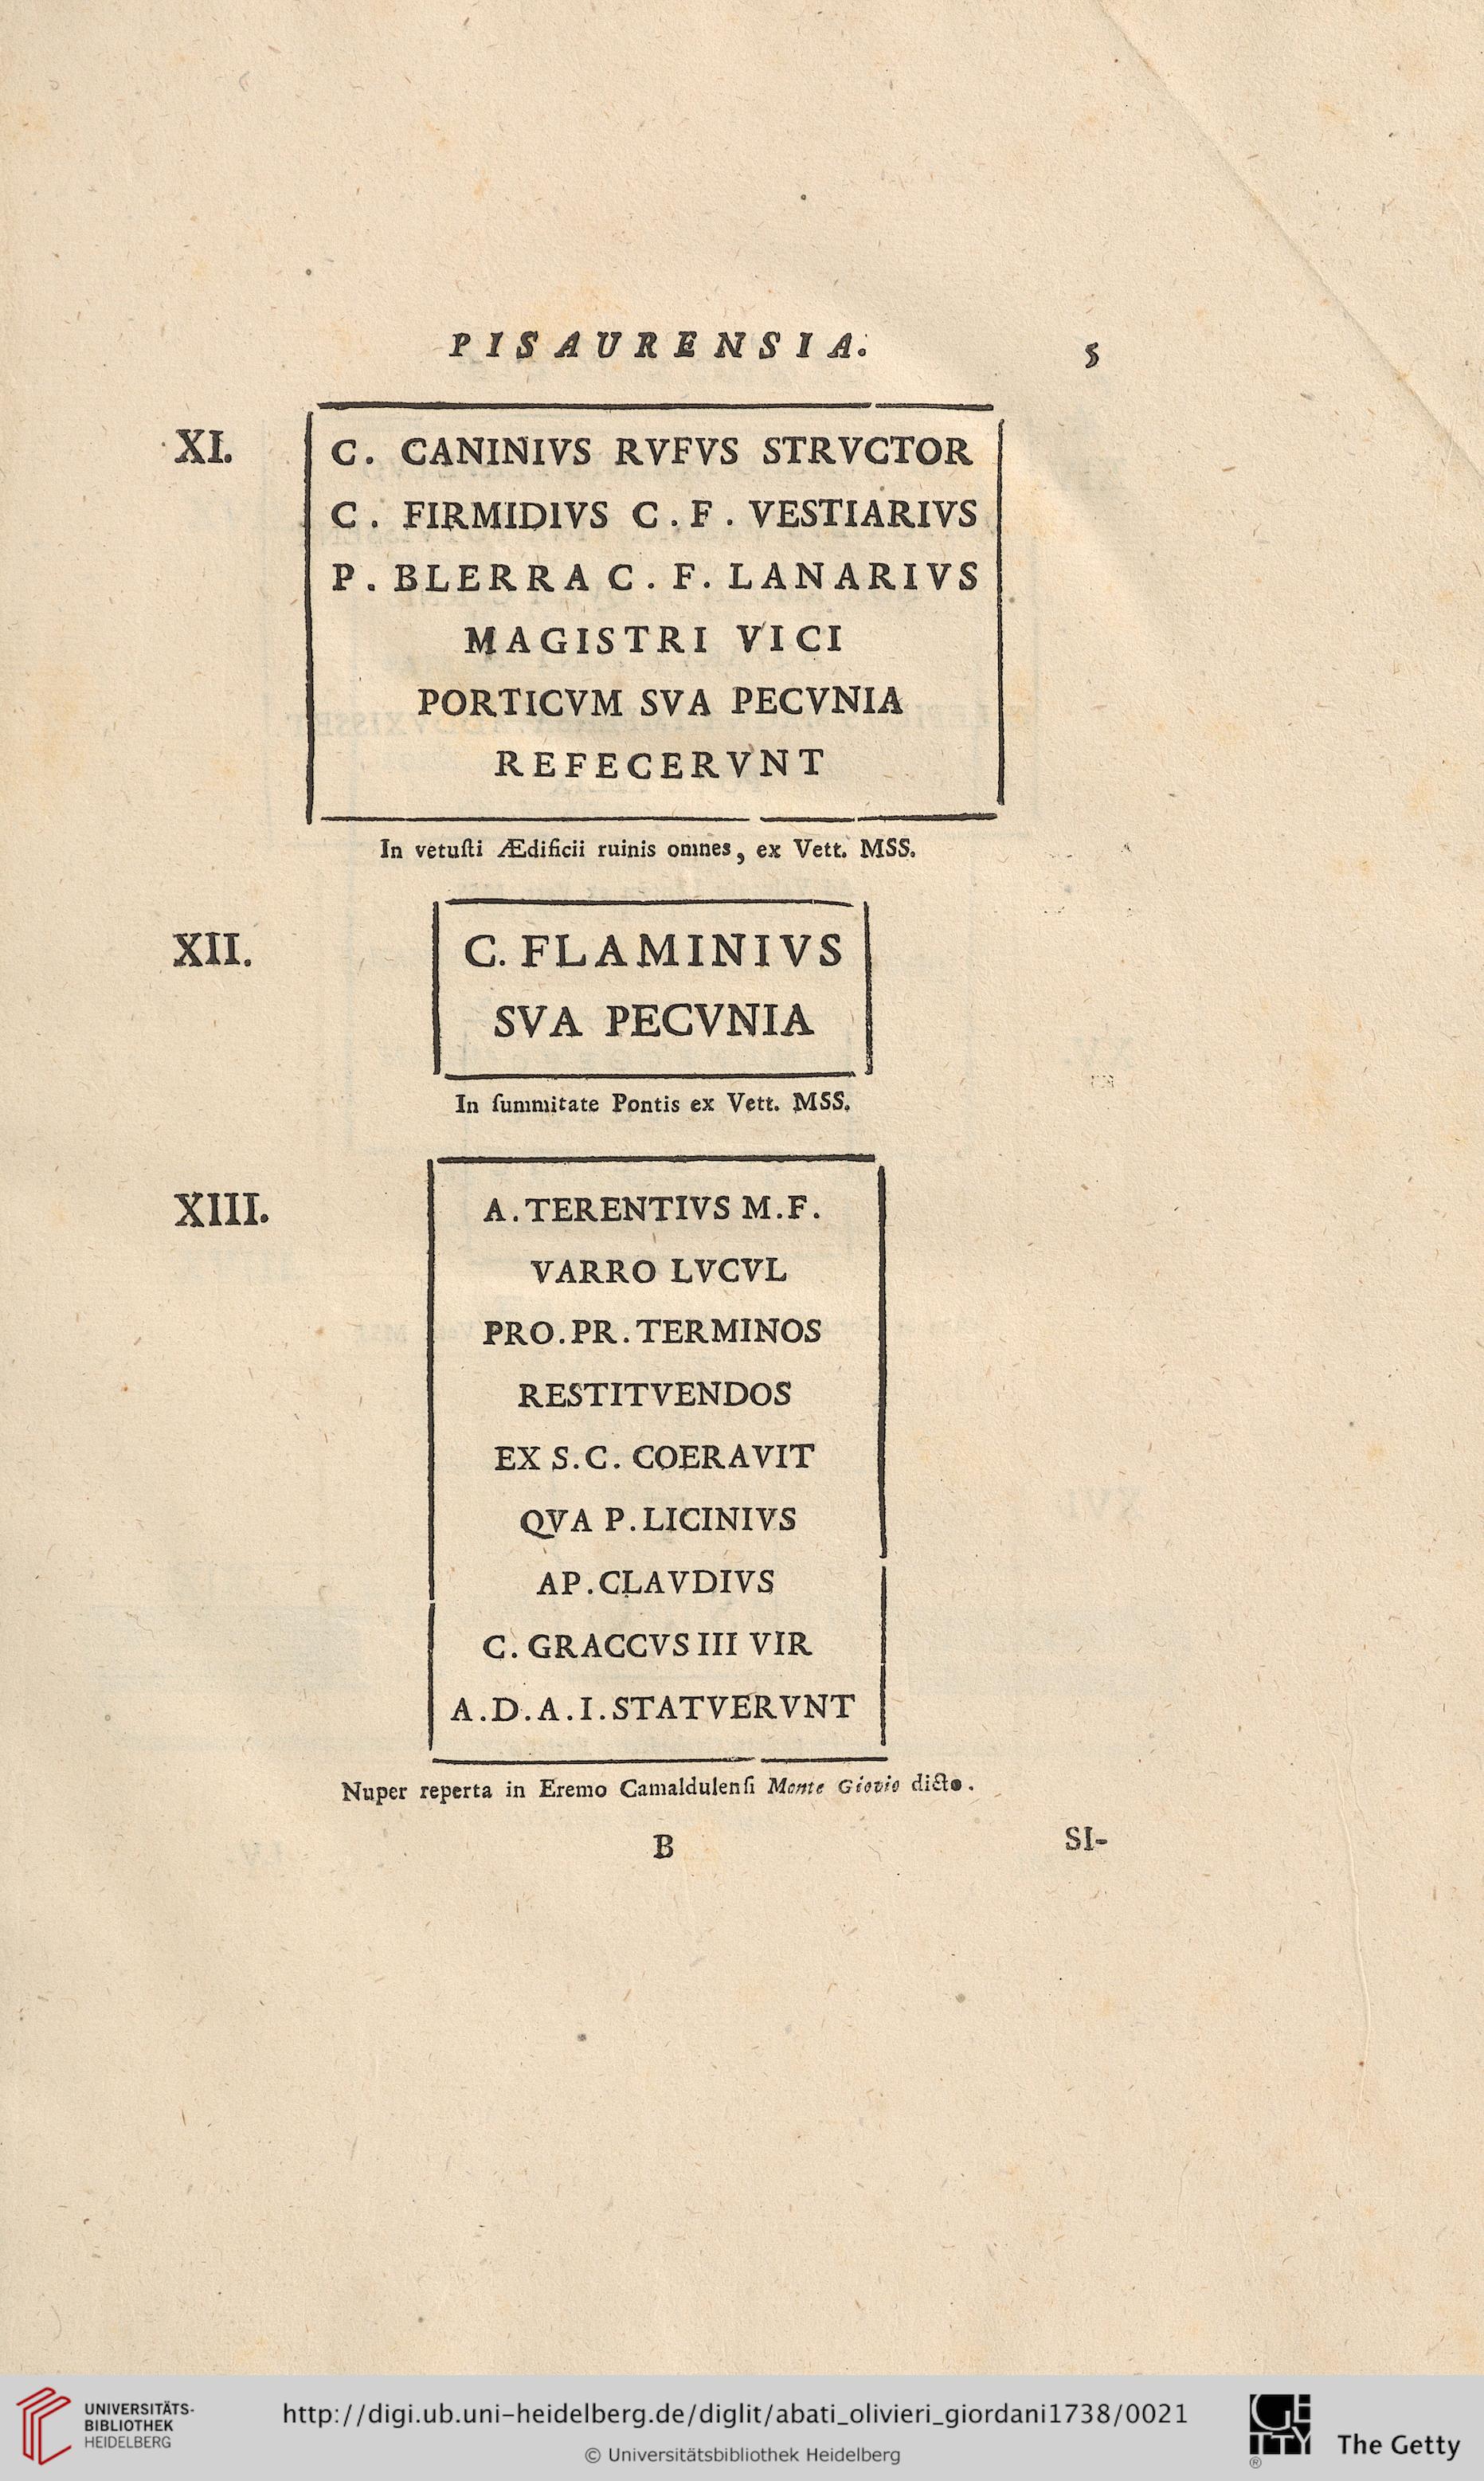 PISAURENSIA. 5
XI.
C. CANINIVS RVFVS STRVCTOR
C. FIRMIDIVS C.F. VESTIARIVS
P. BLERRA C. F. LANARIVS
MAGISTRI VICI
PORTICVM SVA PECVNIA
REFECERVNT
In vetuſti Ædificii ruinis omnes, ex Vett. MSS.
XII.
C. FLAMINIVS
SVA PECVNIA
In ſummitate Pontis ex Vett. MSS.
XIII.
A. TERENTIVS M.F.
VARRO LVCVL
PRO.PR.TERMINOS
RESTITVENDOS
EX S.C. COERAVIT
QVA P.LICINIVS
AP.CLAVDIVS
C. GRACCVS III VIR
A.D.A.I.STATVERVNT
Nuper reperta in Eremo Camaldulenſi Monte Giovio dicto.
B SI-
UNIVERSITÄTS-
BIBLIOTHEK
HEIDELBERG
http://digi.ub.uni-heidelberg.de/diglit/abati_olivieri_giordani1738/0021
© Universitätsbibliothek Heidelberg
GETTY
®
The Getty